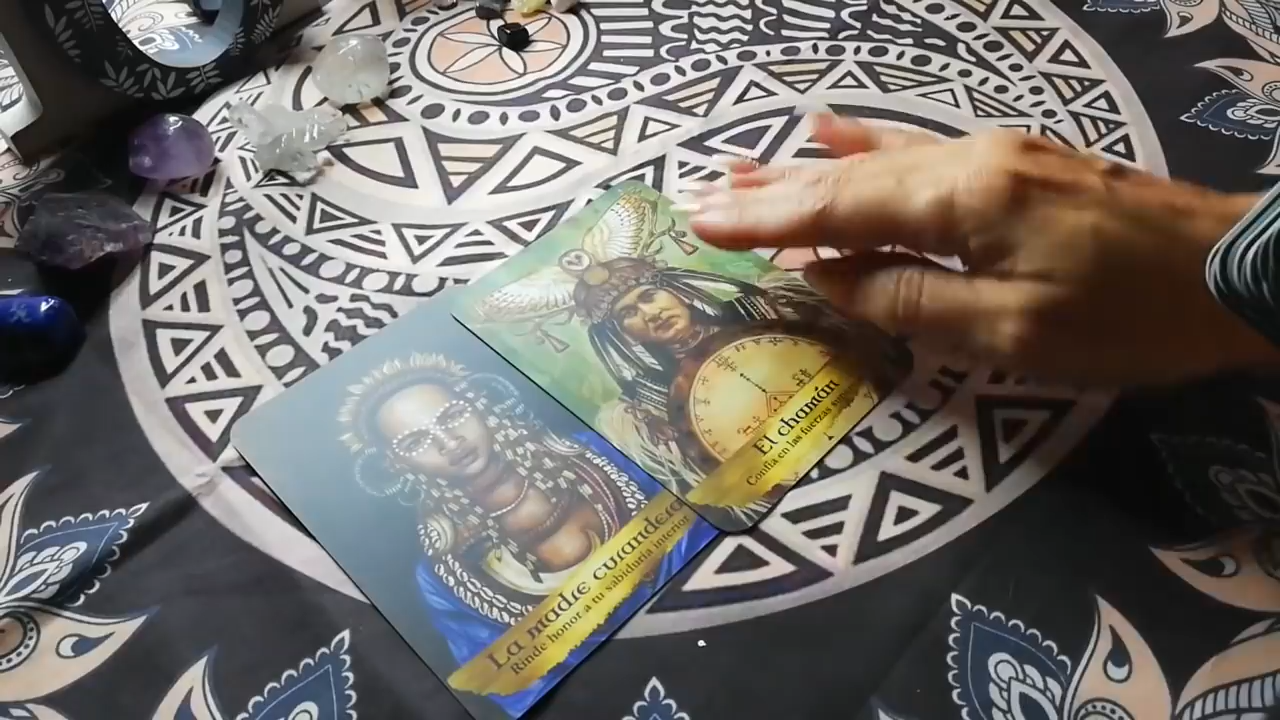 El chamán
Confía en las fuerzas
La madre curandera
Rinde honor a tu sabiduría interior